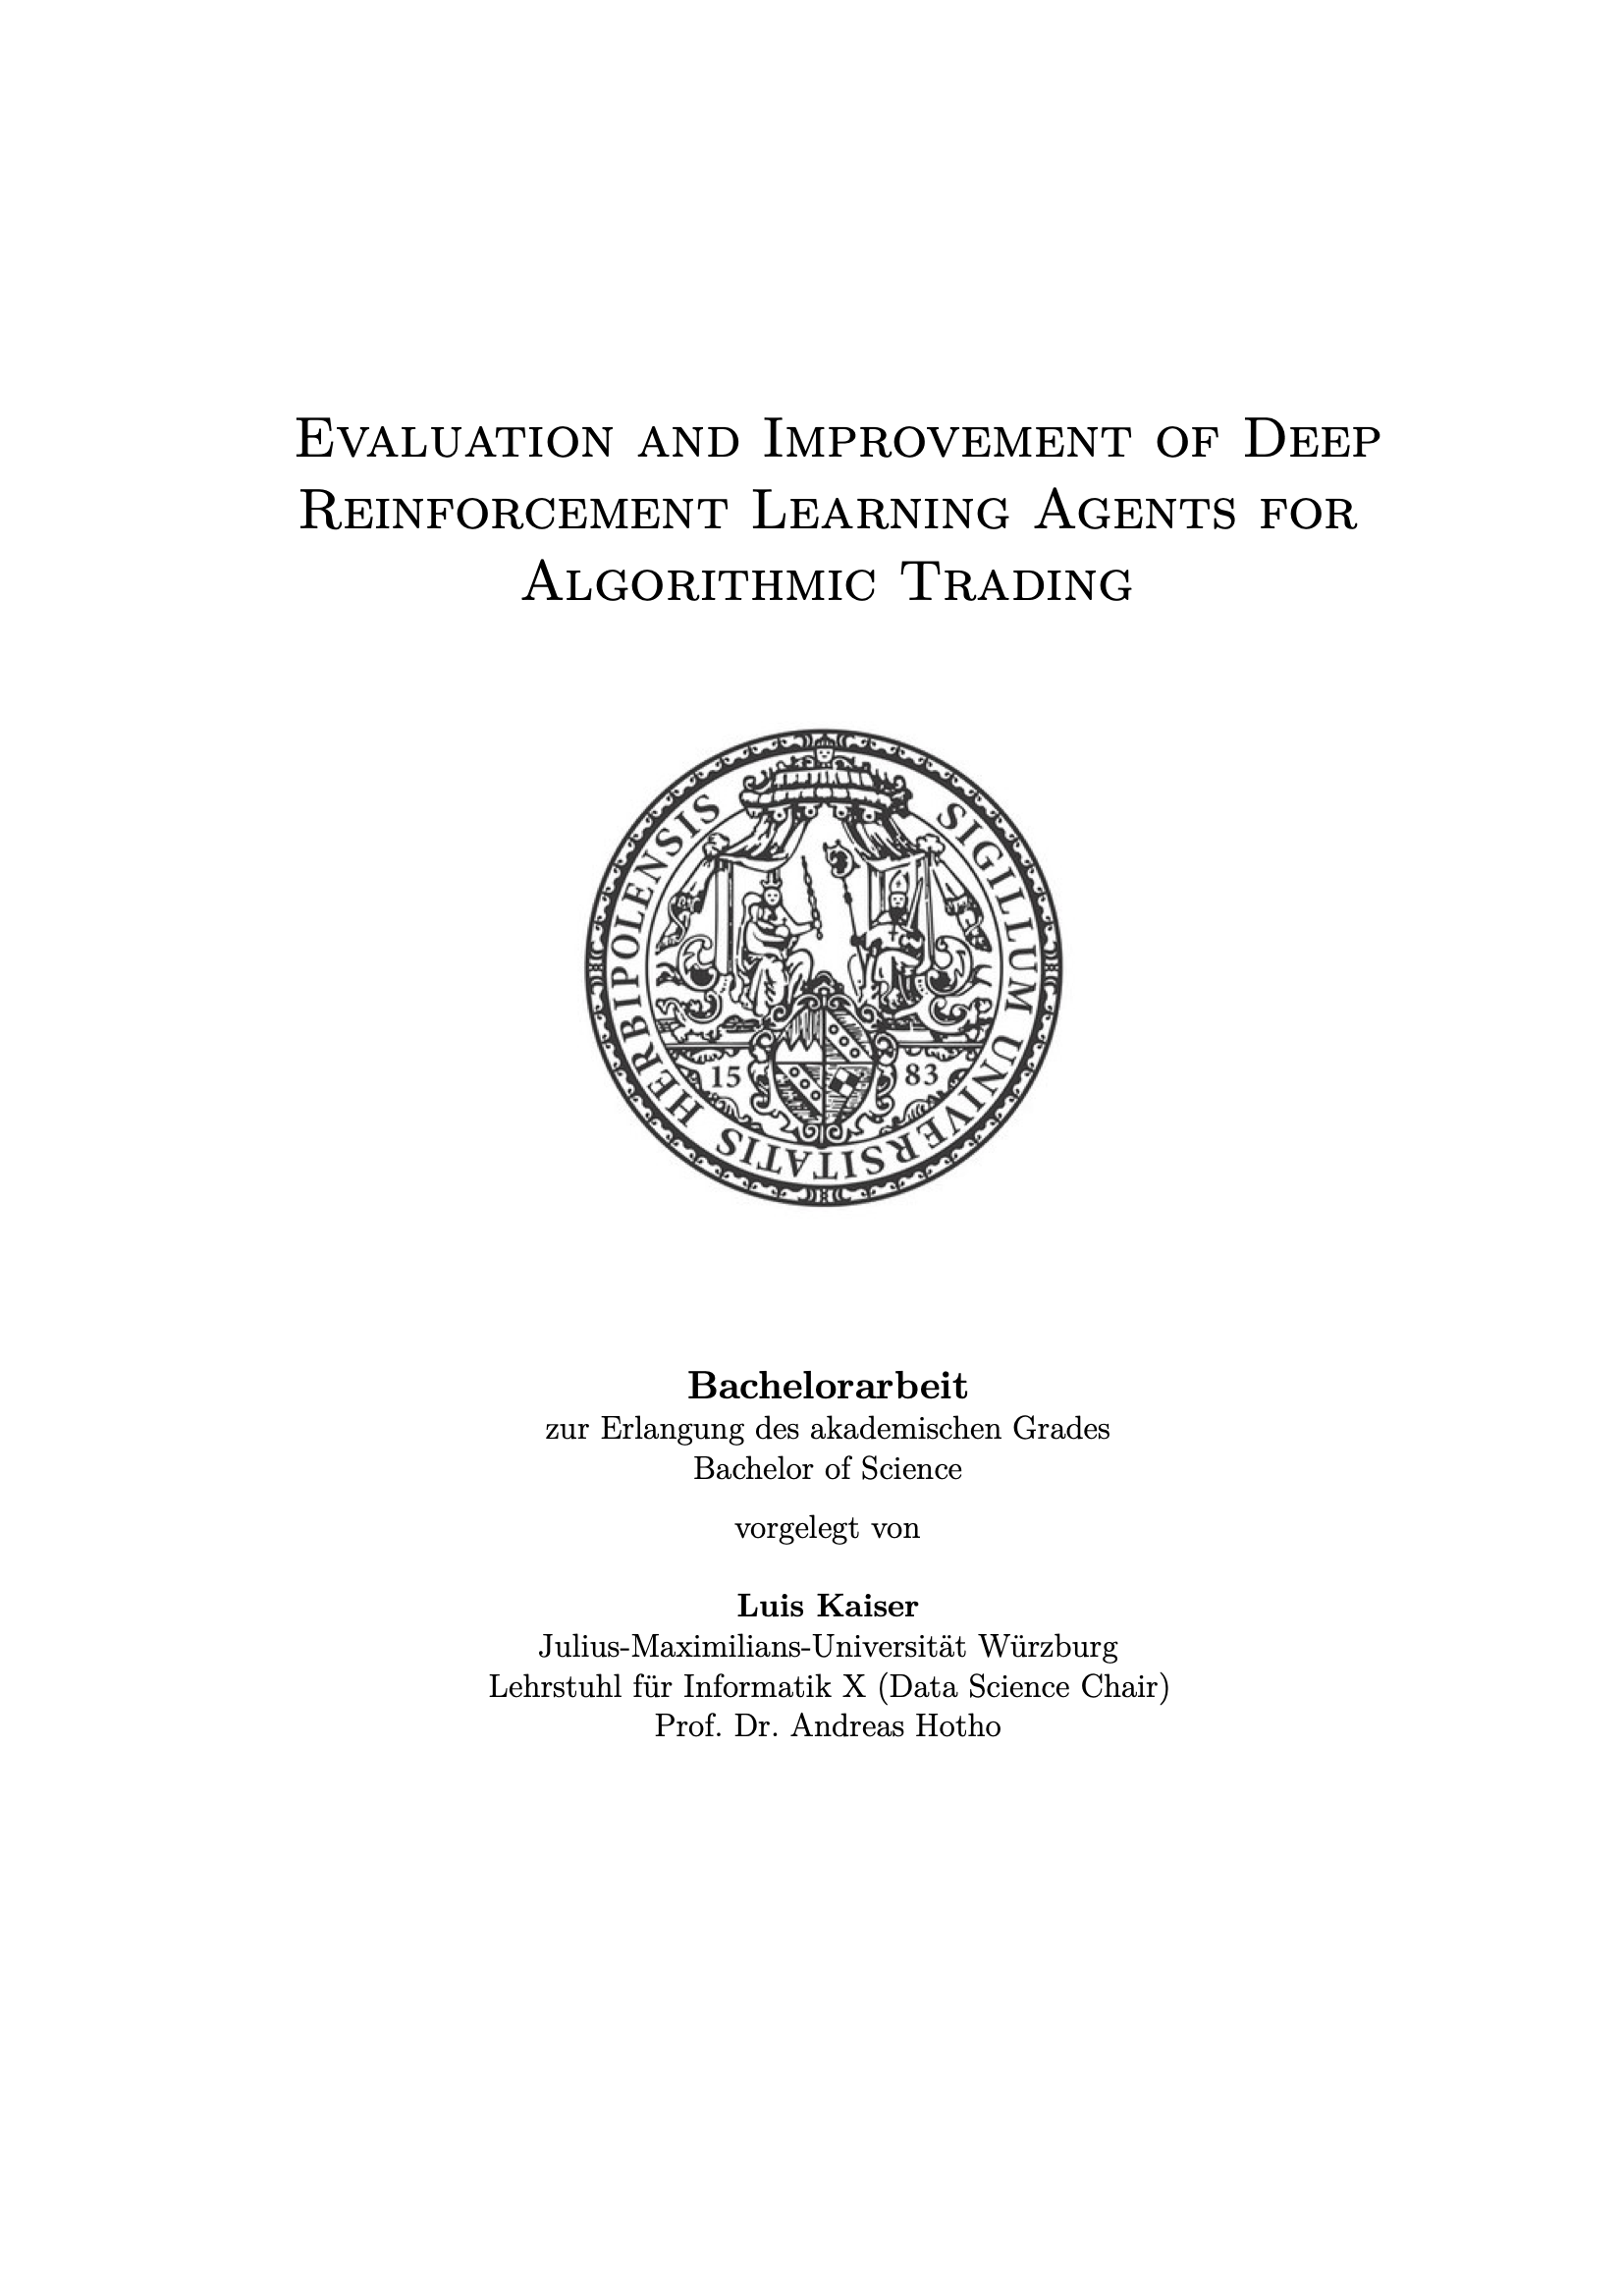 Evaluation and Improvement of Deep
Reinforcement Learning Agents for
Algorithmic Trading
SIGILLUM UNIVERSITATIS HERBIPOLENSIS
15 83
Bachelorarbeit
zur Erlangung des akademischen Grades
Bachelor of Science
vorgelegt von
Luis Kaiser
Julius-Maximilians-Universität Würzburg
Lehrstuhl für Informatik X (Data Science Chair)
Prof. Dr. Andreas Hotho